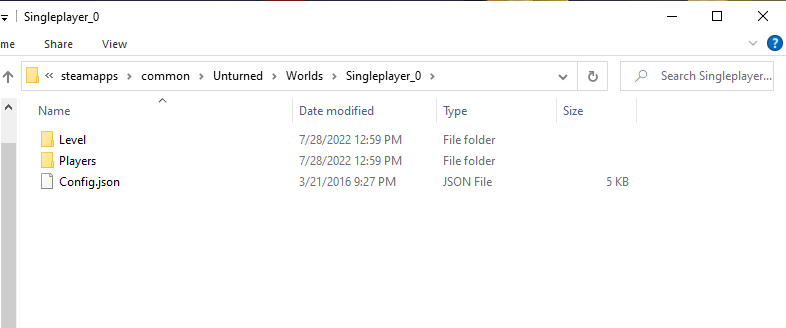 Singleplayer_0
me Share View
« steamapps > common > Unturned > Worlds > Singleplayer_0 > Search Singleplayer...
Name Date modified Type Size
Level 7/28/2022 12:59 PM File folder
Players 7/28/2022 12:59 PM File folder
Config.json 3/21/2016 9:27 PM JSON File 5 KB